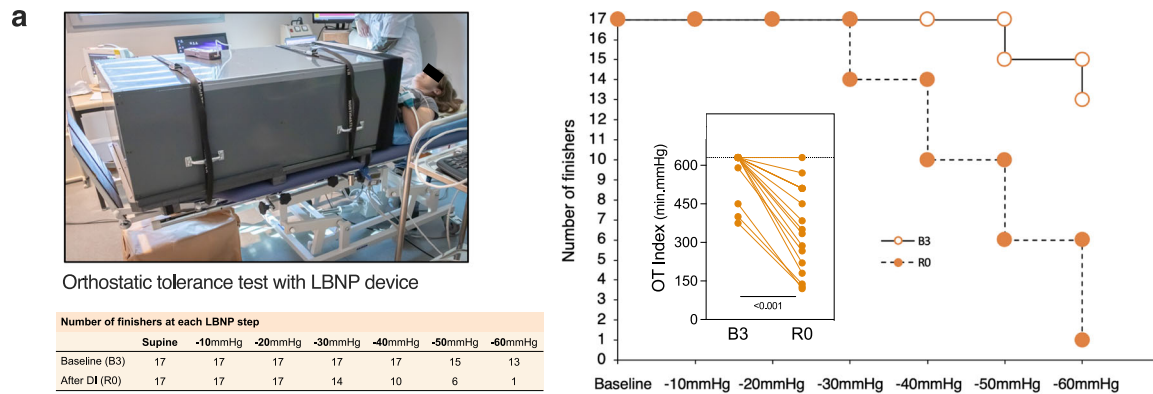 a
Orthostatic tolerance test with LBNP device
Number of finishers at each LBNP step
Supine -10mmHg -20mmHg -30mmHg -40mmHg -50mmHg -60mmHg
Baseline (B3) 17 17 17 17 17 15 13
After DI (R0) 17 17 17 14 10 6 1
Number of finishers
17
16
15
14
13
12
11
10
9
8
7
6
5
4
3
2
1
0
Baseline -10mmHg -20mmHg -30mmHg -40mmHg -50mmHg -60mmHg
B3
R0
OT Index (min.mmHg)
600
450
300
150
0
<0.001
B3 R0